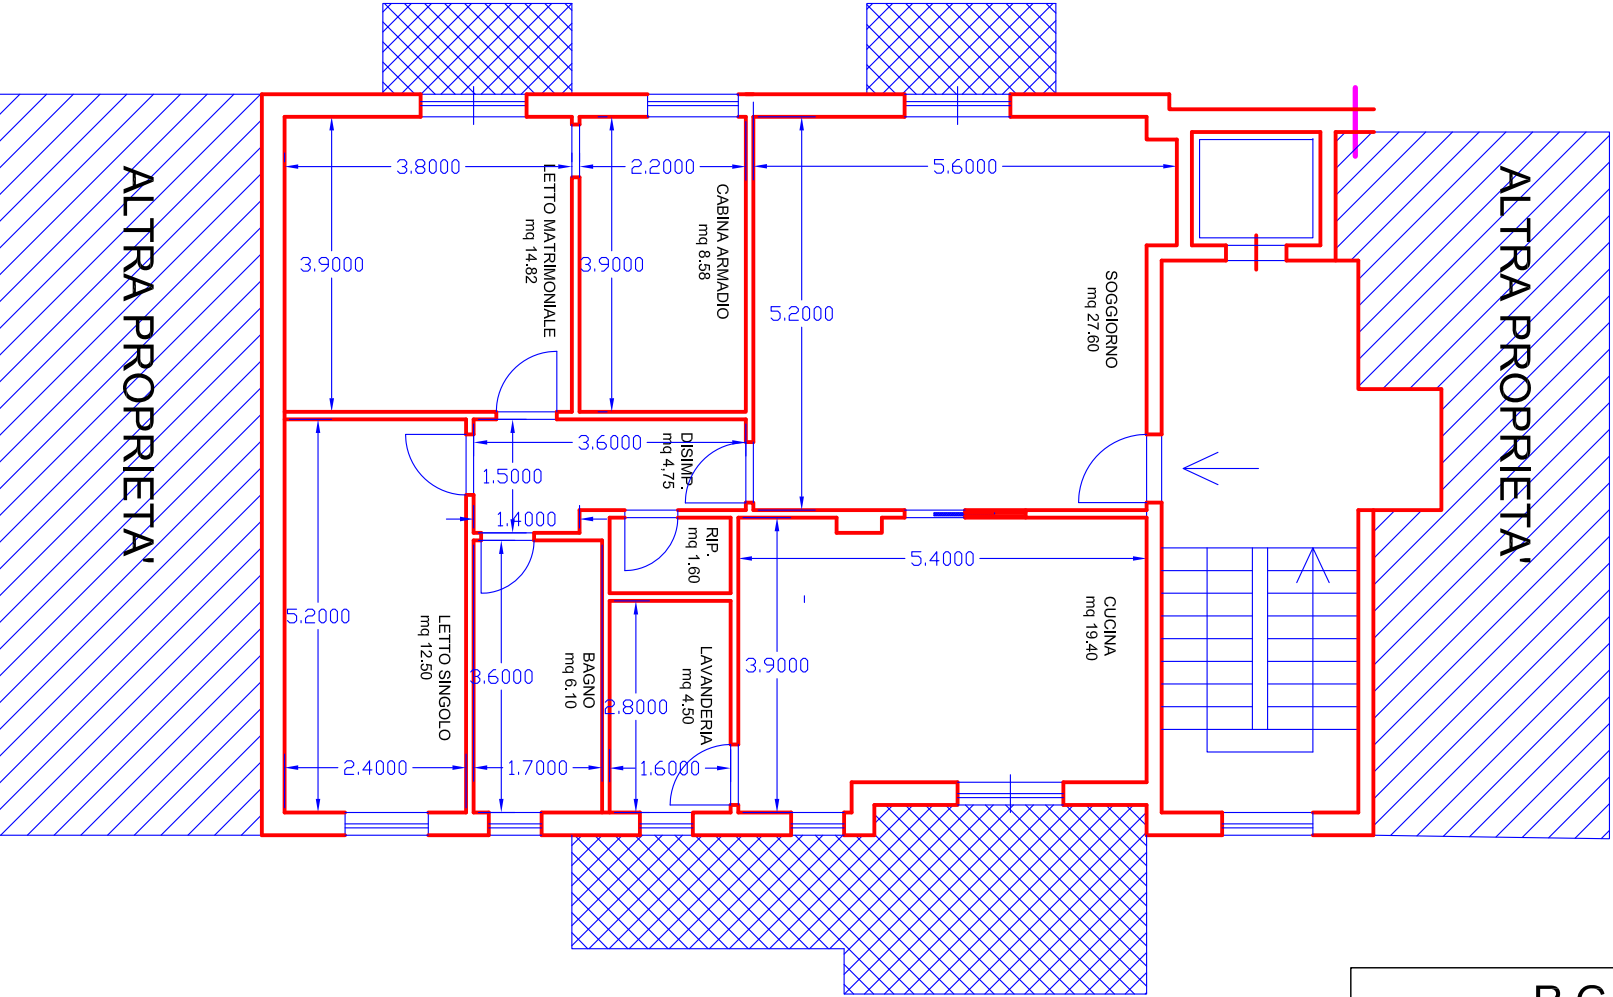 ALTRA PROPRIETA'
ALTRA PROPRIETA'
3.8000
LETTO MATRIMONIALE
mq 14.82
3.9000
2.2000
CABINA ARMADIO
mq 8.58
3.9000
5.6000
5.2000
SOGGIORNO
mq 27.60
3.6000
DISIMP.
mq 4,75
1.5000
1.4000
RIP.
mq 1.60
5.4000
CUCINA
mq 19.40
3.9000
5.2000
LETTO SINGOLO
mq 12.50
2.4000
3.6000
BAGNO
mq 6.10
1.7000
2.8000
LAVANDERIA
mq 4.50
1.6000